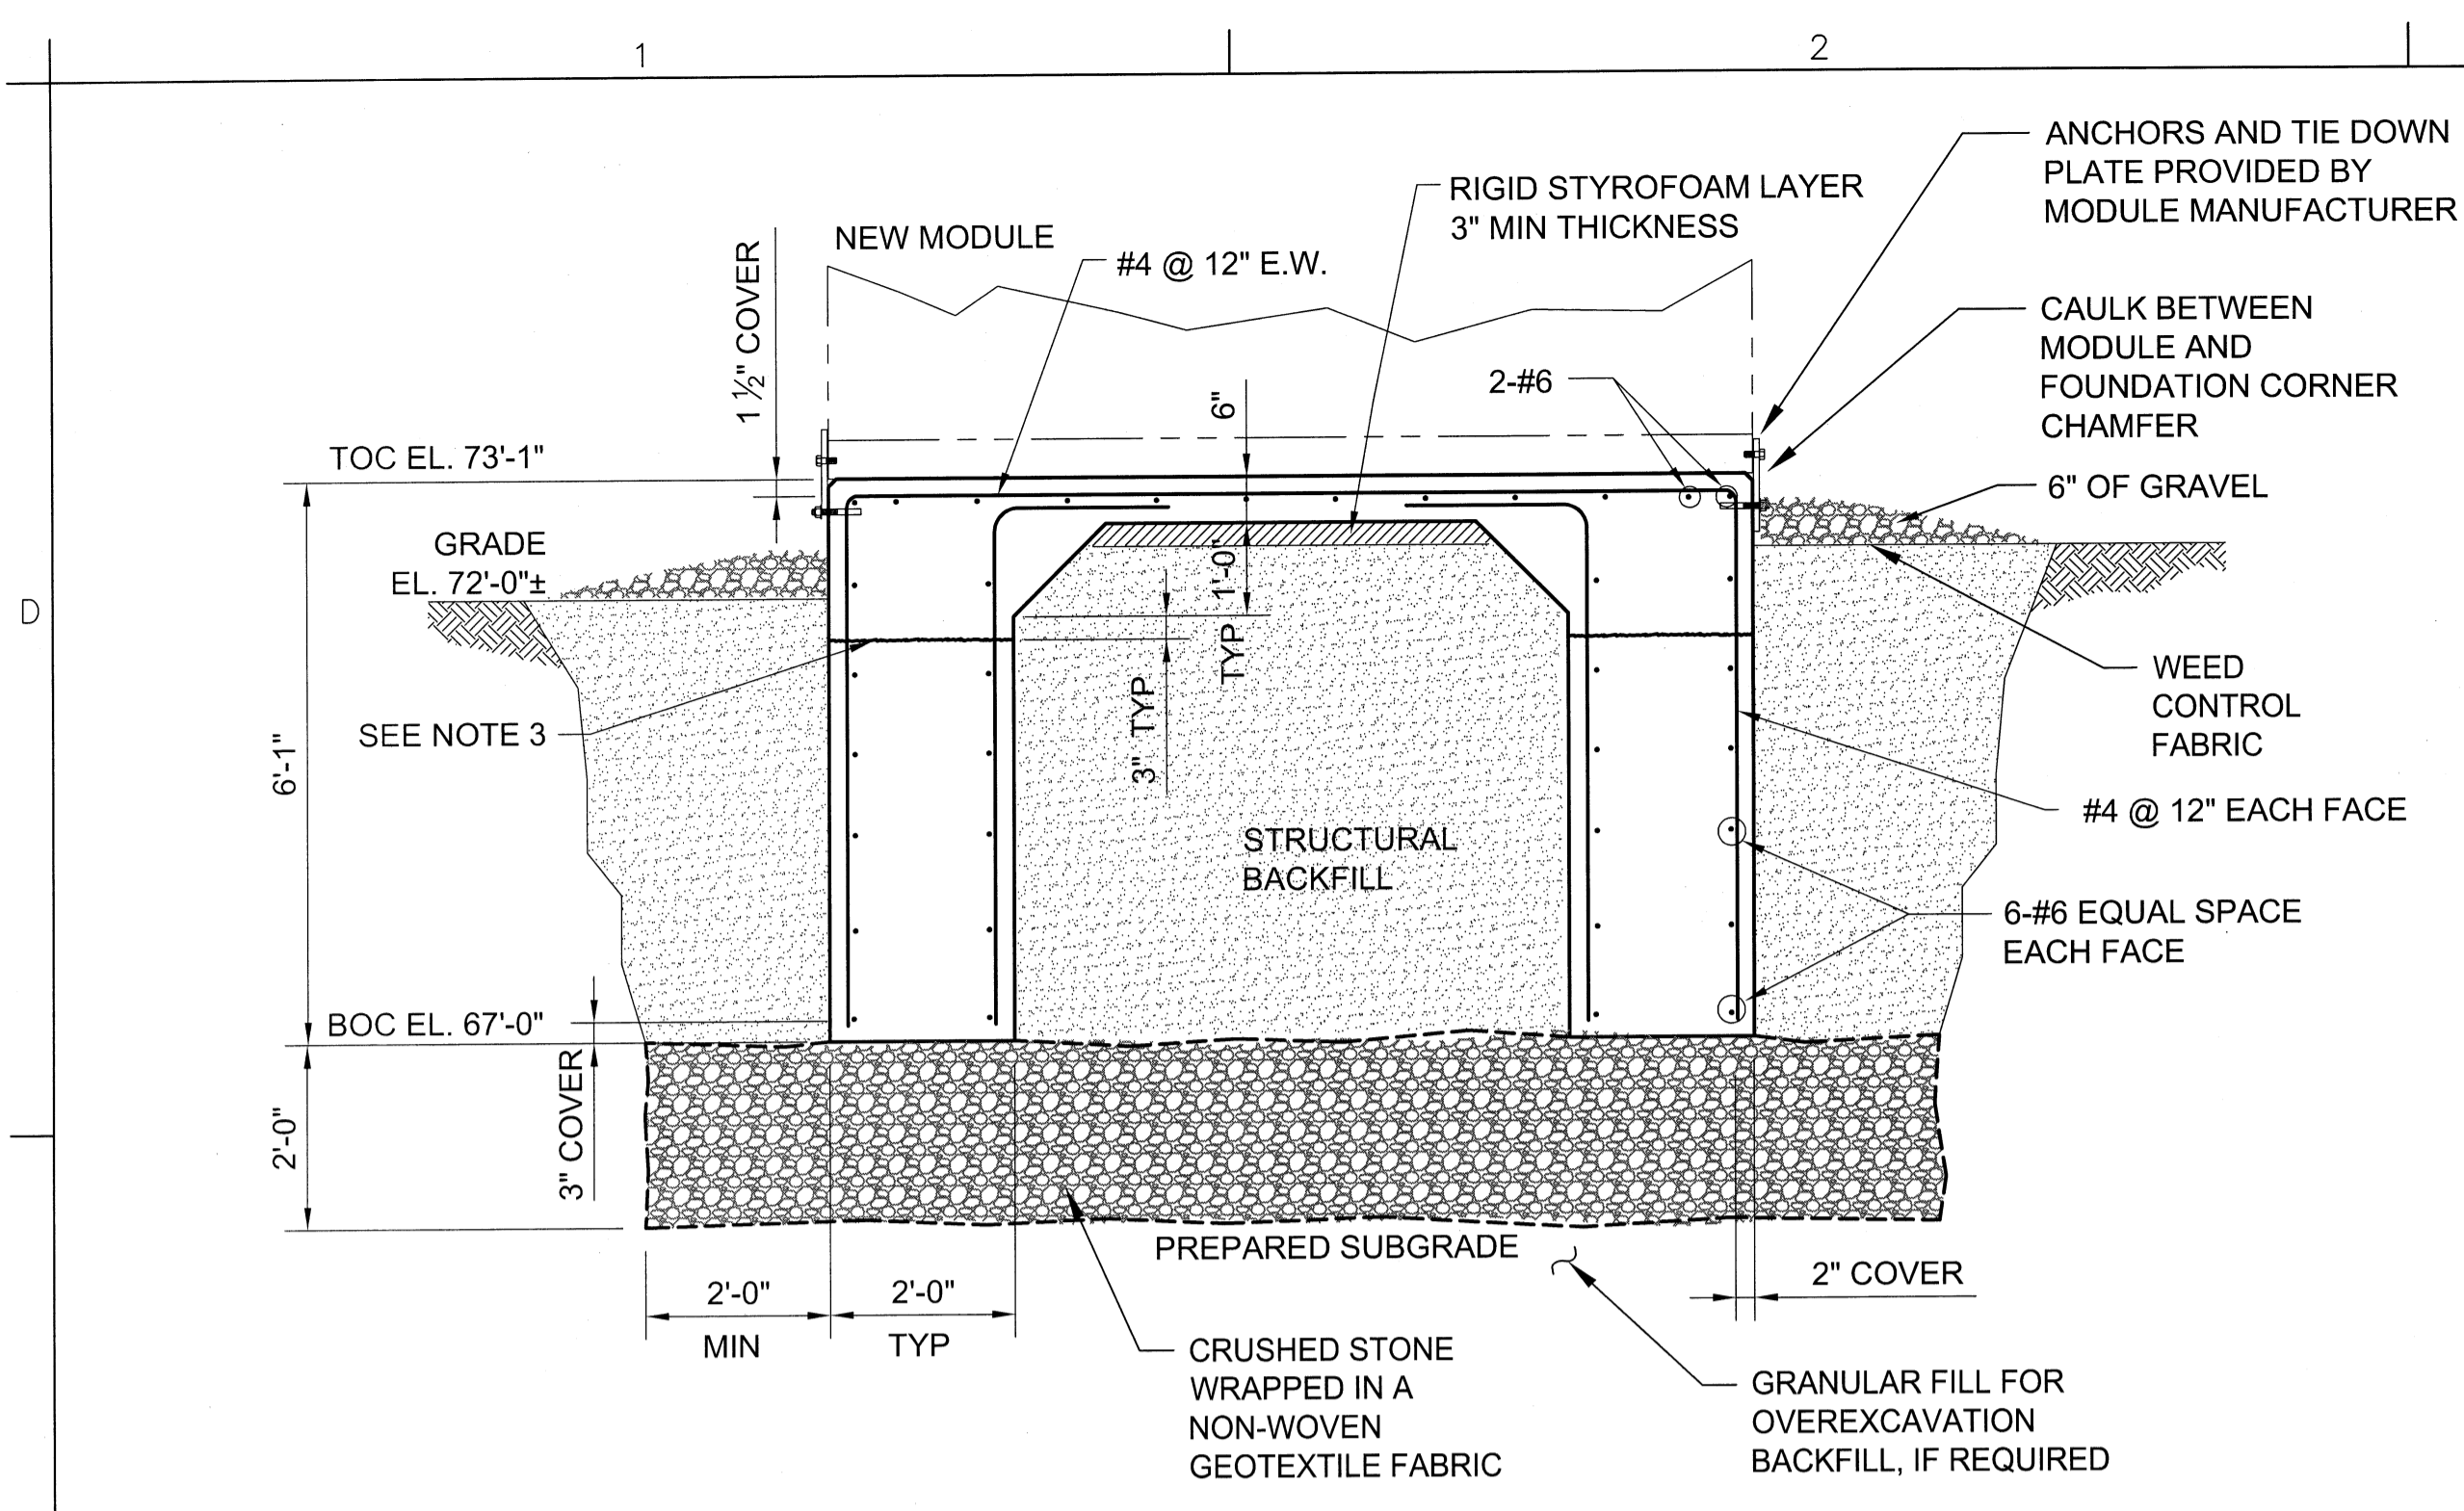 1
2
D
ANCHORS AND TIE DOWN
PLATE PROVIDED BY
MODULE MANUFACTURER
RIGID STYROFOAM LAYER
3" MIN THICKNESS
NEW MODULE
#4 @ 12" E.W.
1 ½" COVER
CAULK BETWEEN
MODULE AND
FOUNDATION CORNER
CHAMFER
2-#6
6"
TOC EL. 73'-1"
6" OF GRAVEL
GRADE
EL. 72'-0"±
1'-0"
TYP
3" TYP
WEED
CONTROL
FABRIC
SEE NOTE 3
6'-1"
#4 @ 12" EACH FACE
STRUCTURAL
BACKFILL
6-#6 EQUAL SPACE
EACH FACE
BOC EL. 67'-0"
3" COVER
2'-0"
PREPARED SUBGRADE
2'-0"
MIN
2'-0"
TYP
2" COVER
CRUSHED STONE
WRAPPED IN A
NON-WOVEN
GEOTEXTILE FABRIC
GRANULAR FILL FOR
OVEREXCAVATION
BACKFILL, IF REQUIRED